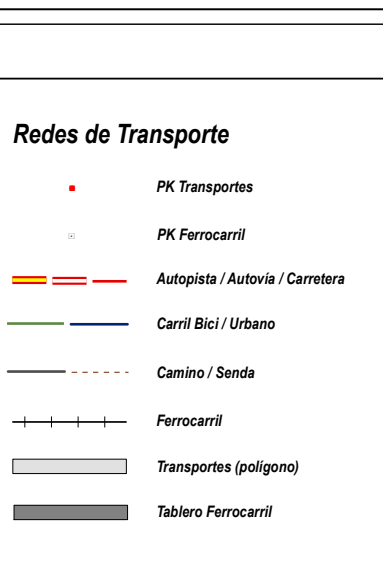 Redes de Transporte
PK Transportes
PK Ferrocarril
Autopista / Autovía / Carretera
Carril Bici / Urbano
Camino / Senda
Ferrocarril
Transportes (polígono)
Tablero Ferrocarril